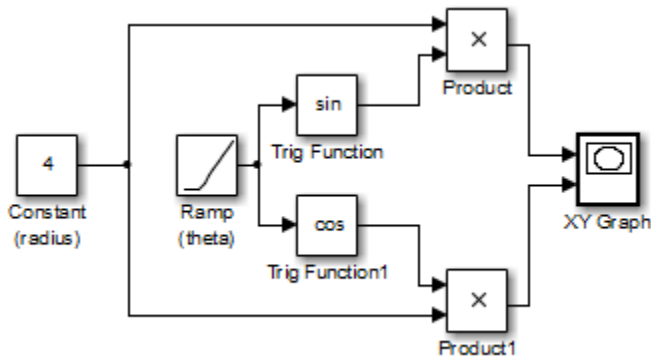 ×
Product
sin
Trig Function
4
Constant
(radius)
Ramp
(theta)
XY Graph
cos
Trig Function1
×
Product1